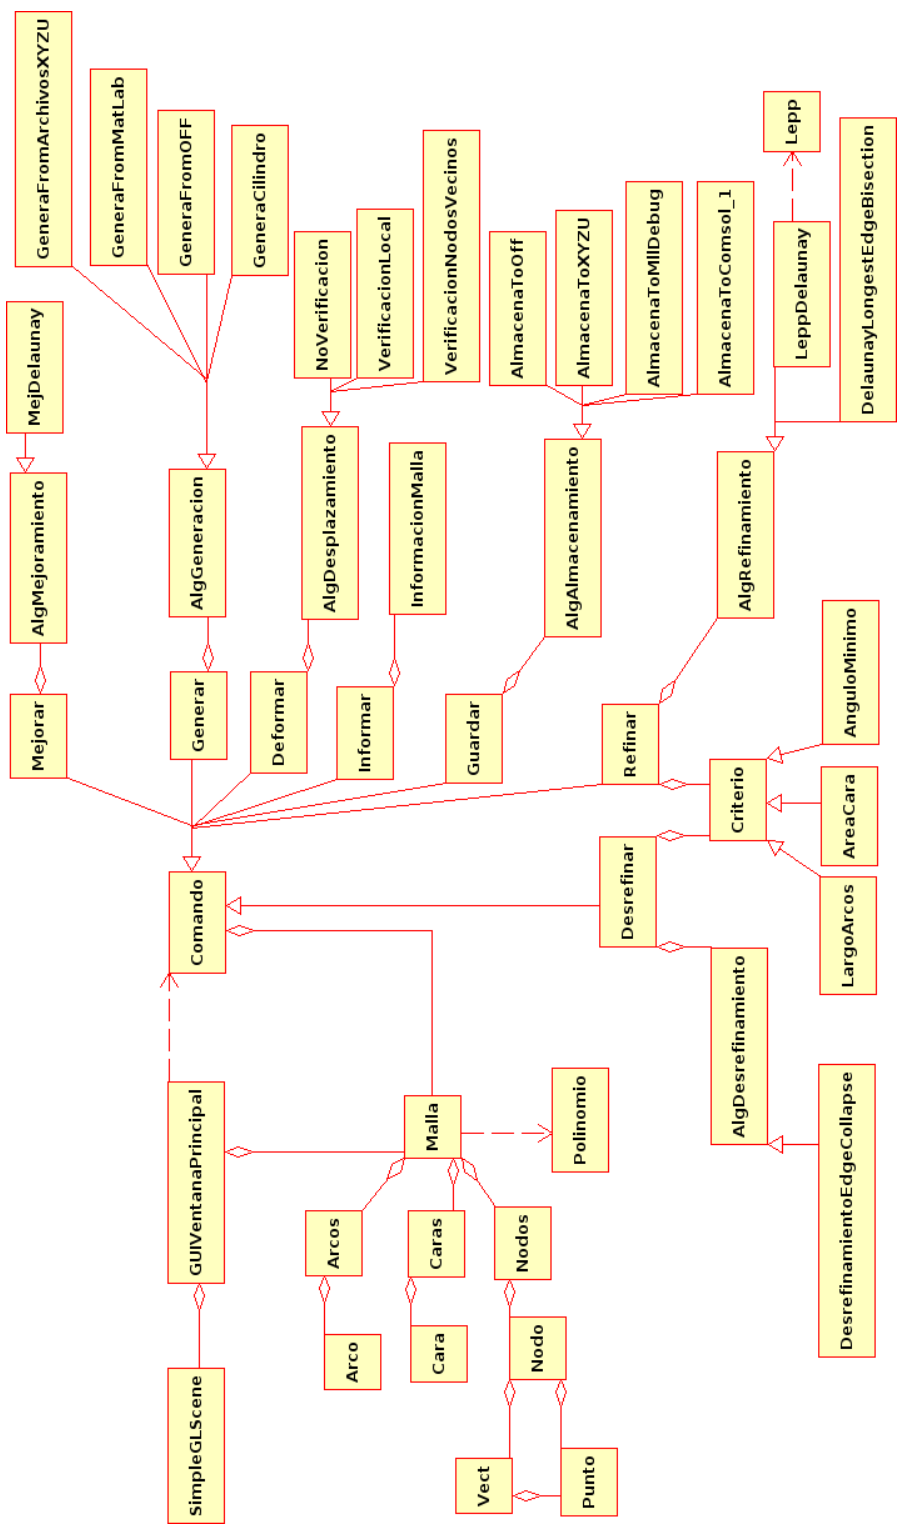 Mejorar
AlgMejoramiento
MejDelaunay
GeneraFromArchivosXYZU
GeneraFromMatLab
SimpleGLScene
GUIVentanaPrincipal
Comando
Generar
AlgGeneracion
GeneraFromOFF
GeneraCilindro
Deformar
Arcos
AlgDesplazamiento
NoVerificacion
Arco
Informar
VerificacionLocal
InformacionMalla
Cara
Caras
Malla
VerificacionNodosVecinos
Vect
Guardar
Nodos
AlmacenaToOff
Nodo
AlgAlmacenamiento
AlmacenaToXYZU
Punto
Polinomio
Desrefinar
Refinar
AlmacenaToMllDebug
AlmacenaToComsol_1
AlgDesrefinamiento
Criterio
AlgRefinamiento
LeppDelaunay
Lepp
DesrefinamientoEdgeCollapse
LargoArcos
AreaCara
AnguloMinimo
DelaunayLongestEdgeBisection